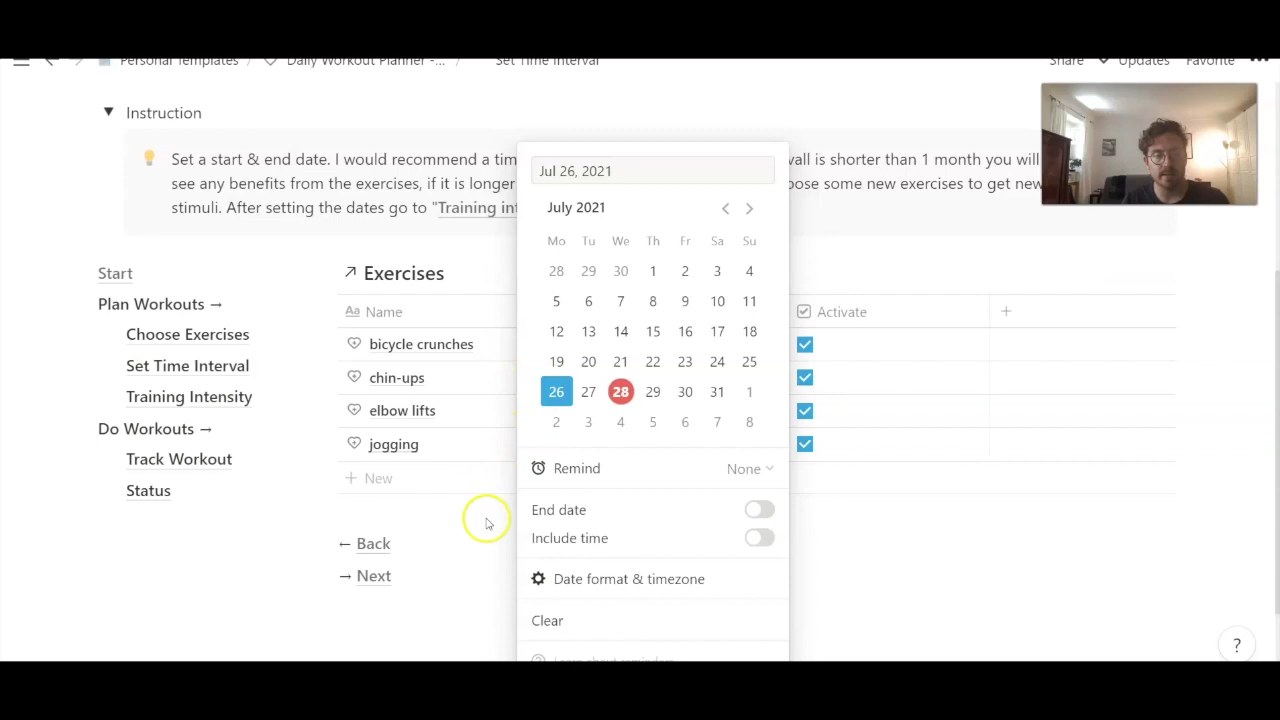 Personal Templates / Daily Workout Planner -... / Set Time Interval
Share Updates Favorite
Instruction
Set a start & end date. I would recommend a tim
vall is shorter than 1 month you will
see any benefits from the exercises, if it is longer
ose some new exercises to get new
stimuli. After setting the dates go to "Training int
Jul 26, 2021
July 2021
Mo Tu We Th Fr Sa Su
28 29 30 1 2 3 4
5 6 7 8 9 10 11
12 13 14 15 16 17 18
19 20 21 22 23 24 25
26 27 28 29 30 31 1
2 3 4 5 6 7 8
Remind None
End date
Include time
Date format & timezone
Clear
Start
Plan Workouts →
Choose Exercises
Set Time Interval
Training Intensity
Do Workouts →
Track Workout
Status
↗ Exercises
Aa Name
Activate +
bicycle crunches
chin-ups
elbow lifts
jogging
+ New
← Back
→ Next
?